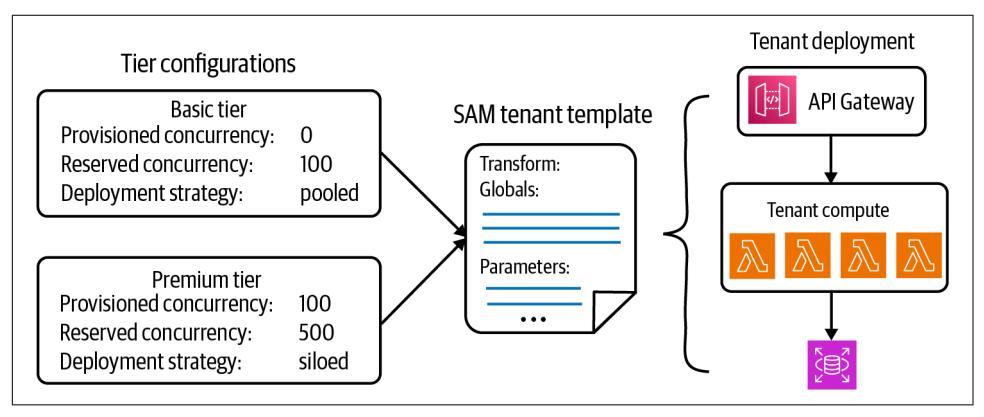 Tier configurations
Basic tier
Provisioned concurrency: 0
Reserved concurrency: 100
Deployment strategy: pooled
Premium tier
Provisioned concurrency: 100
Reserved concurrency: 500
Deployment strategy: siloed
SAM tenant template
Transform:
Globals:
Parameters:
...
Tenant deployment
API Gateway
Tenant compute